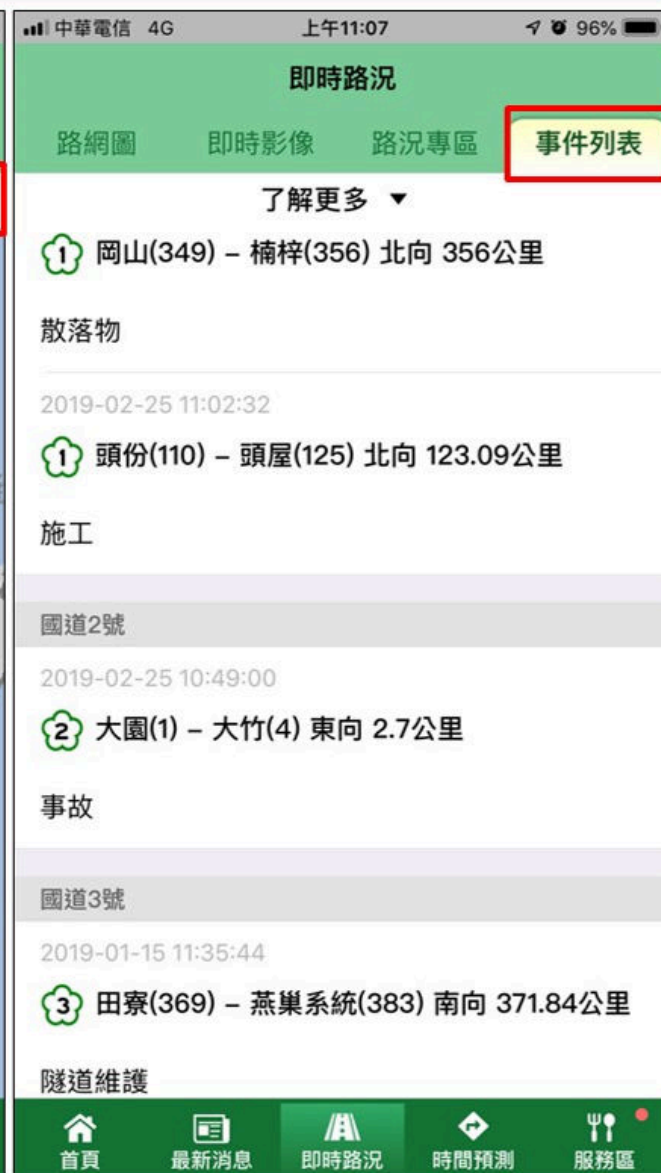 中華電信 4G 上午11:07 96%
即時路況
路網圖 即時影像 路況專區 事件列表
了解更多 ▼
1 岡山(349) – 楠梓(356) 北向 356公里
散落物
2019-02-25 11:02:32
1 頭份(110) – 頭屋(125) 北向 123.09公里
施工
國道2號
2019-02-25 10:49:00
2 大園(1) – 大竹(4) 東向 2.7公里
事故
國道3號
2019-01-15 11:35:44
3 田寮(369) – 燕巢系統(383) 南向 371.84公里
隧道維護
首頁 最新消息 即時路況 時間預測 服務區